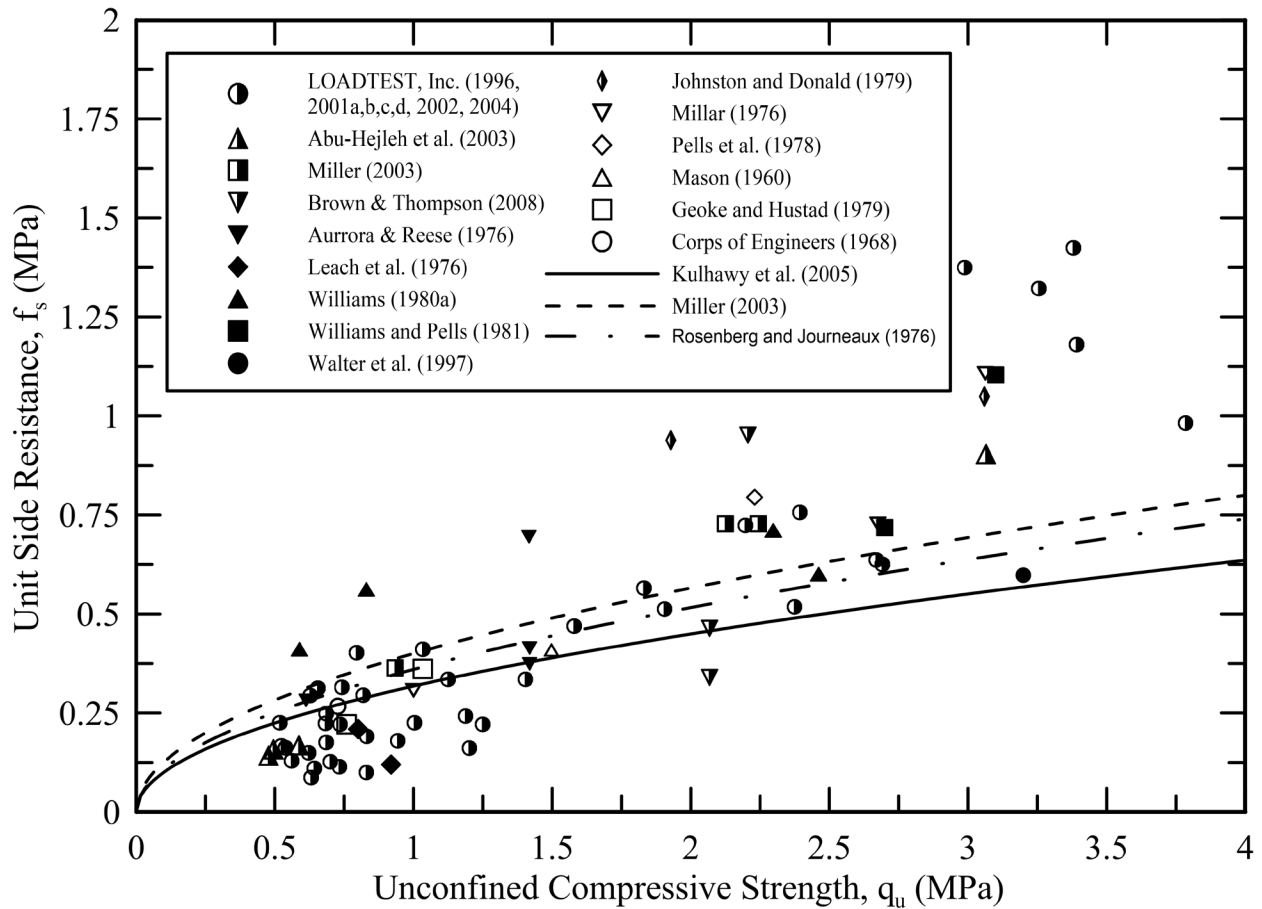 2
1.75
1.5
1.25
1
0.75
0.5
0.25
0
Unit Side Resistance, fs (MPa)
LOADTEST, Inc. (1996,
2001a,b,c,d, 2002, 2004)
Abu-Hejleh et al. (2003)
Miller (2003)
Brown & Thompson (2008)
Aurrora & Reese (1976)
Leach et al. (1976)
Williams (1980a)
Williams and Pells (1981)
Walter et al. (1997)
Johnston and Donald (1979)
Millar (1976)
Pells et al. (1978)
Mason (1960)
Geoke and Hustad (1979)
Corps of Engineers (1968)
Kulhawy et al. (2005)
Miller (2003)
Rosenberg and Journeaux (1976)
0 0.5 1 1.5 2 2.5 3 3.5 4
Unconfined Compressive Strength, qu (MPa)